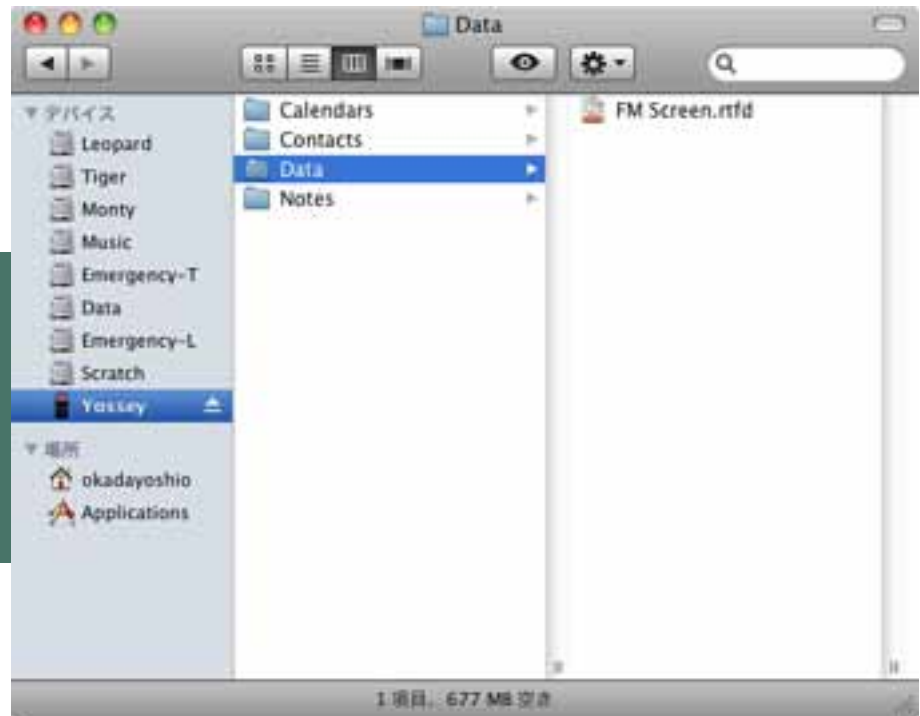 Data
デバイス
Leopard
Tiger
Monty
Music
Emergency-T
Data
Emergency-L
Scratch
Yossey
場所
okadayoshio
Applications
Calendars
Contacts
Data
Notes
FM Screen.rtfd
1 項目、677 MB 空き